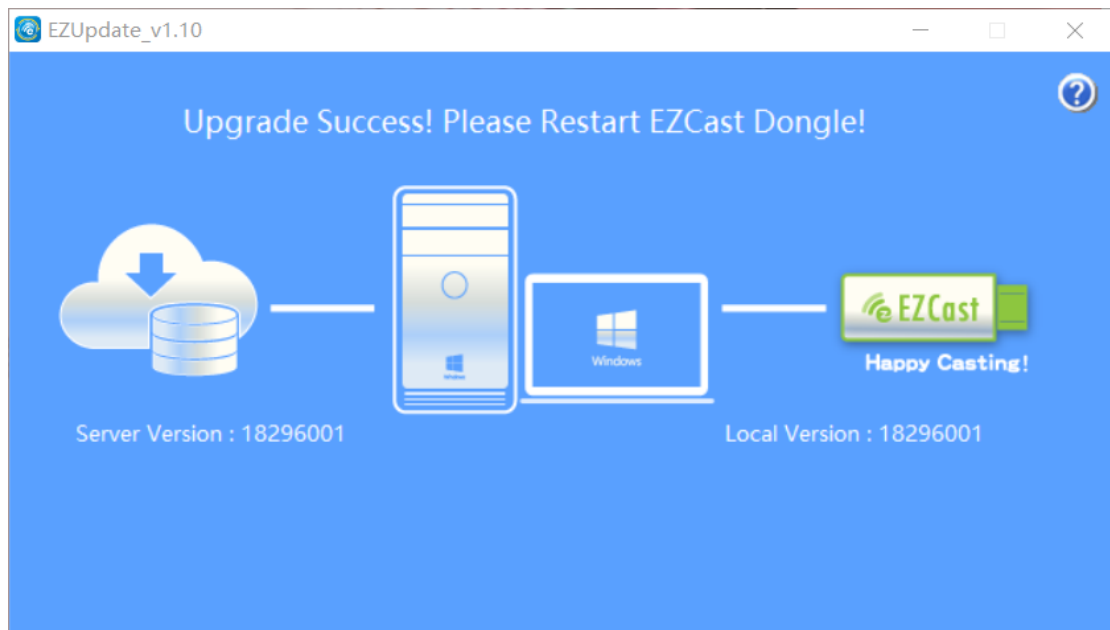 EZUpdate_v1.10
?
Upgrade Success! Please Restart EZCast Dongle!
Windows
EZCast
Happy Casting!
Server Version : 18296001
Local Version : 18296001